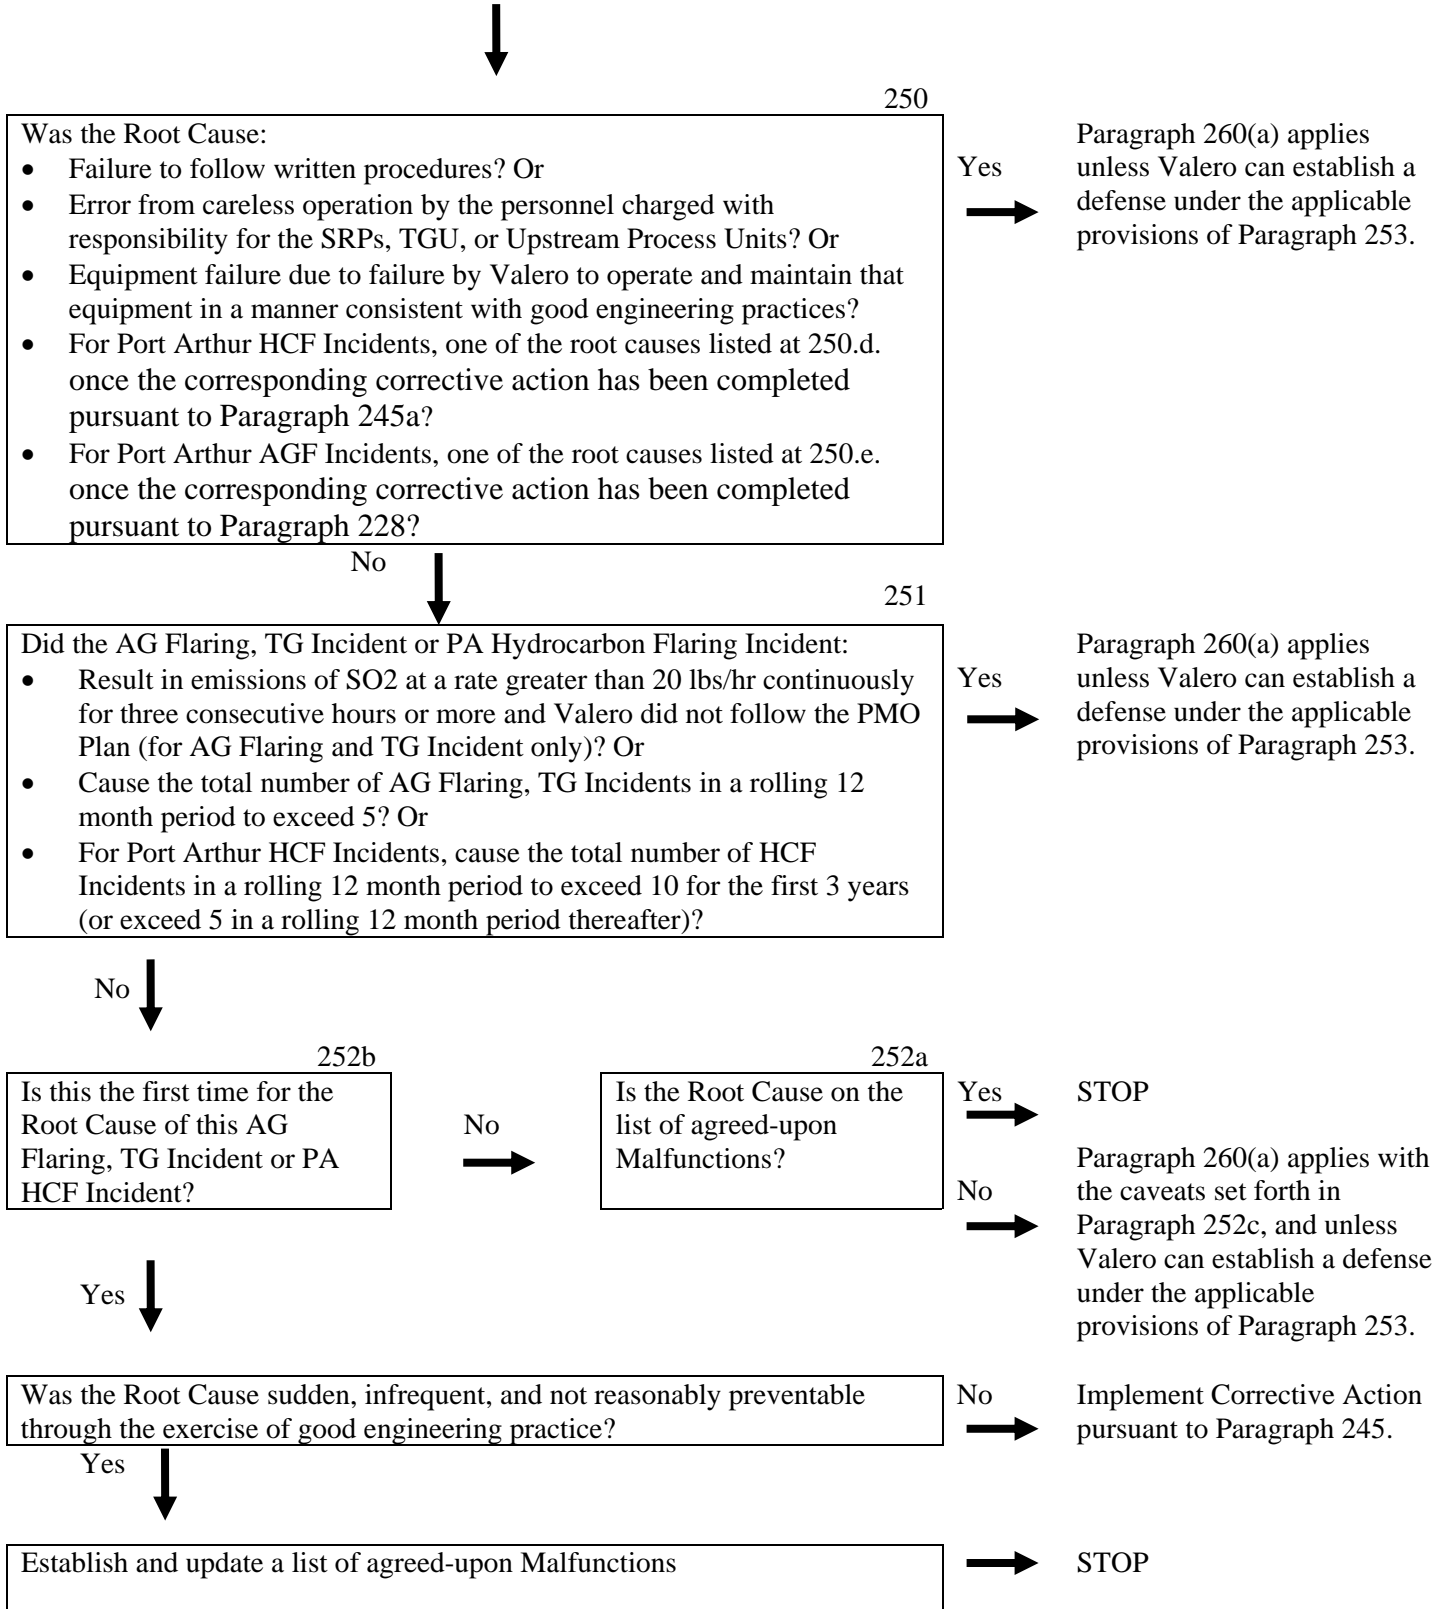 250
Was the Root Cause:
• Failure to follow written procedures? Or
• Error from careless operation by the personnel charged with
responsibility for the SRPs, TGU, or Upstream Process Units? Or
• Equipment failure due to failure by Valero to operate and maintain that
equipment in a manner consistent with good engineering practices?
• For Port Arthur HCF Incidents, one of the root causes listed at 250.d.
once the corresponding corrective action has been completed
pursuant to Paragraph 245a?
• For Port Arthur AGF Incidents, one of the root causes listed at 250.e.
once the corresponding corrective action has been completed
pursuant to Paragraph 228?
Yes
Paragraph 260(a) applies
unless Valero can establish a
defense under the applicable
provisions of Paragraph 253.
No
251
Did the AG Flaring, TG Incident or PA Hydrocarbon Flaring Incident:
• Result in emissions of SO2 at a rate greater than 20 lbs/hr continuously
for three consecutive hours or more and Valero did not follow the PMO
Plan (for AG Flaring and TG Incident only)? Or
• Cause the total number of AG Flaring, TG Incidents in a rolling 12
month period to exceed 5? Or
• For Port Arthur HCF Incidents, cause the total number of HCF
Incidents in a rolling 12 month period to exceed 10 for the first 3 years
(or exceed 5 in a rolling 12 month period thereafter)?
Yes
Paragraph 260(a) applies
unless Valero can establish a
defense under the applicable
provisions of Paragraph 253.
No
252b
Is this the first time for the
Root Cause of this AG
Flaring, TG Incident or PA
HCF Incident?
No
252a
Is the Root Cause on the
list of agreed-upon
Malfunctions?
Yes
STOP
No
Paragraph 260(a) applies with
the caveats set forth in
Paragraph 252c, and unless
Valero can establish a defense
under the applicable
provisions of Paragraph 253.
Yes
Was the Root Cause sudden, infrequent, and not reasonably preventable
through the exercise of good engineering practice?
No
Implement Corrective Action
pursuant to Paragraph 245.
Yes
Establish and update a list of agreed-upon Malfunctions
STOP